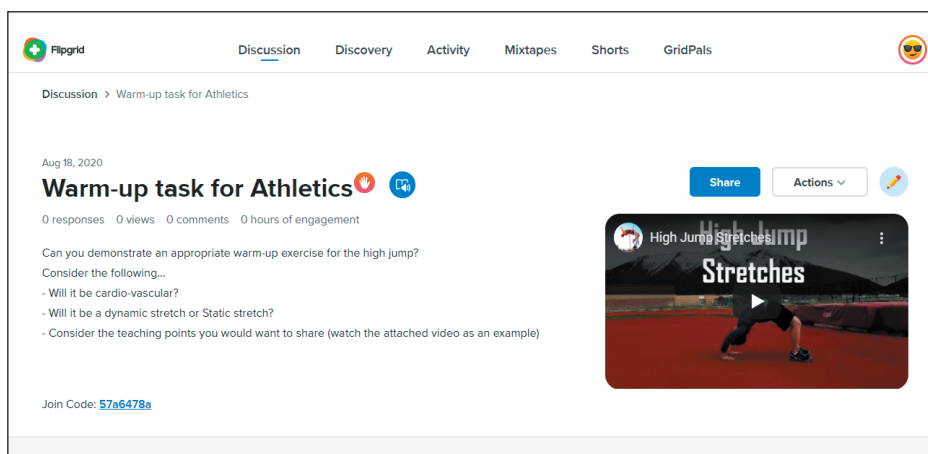 Flipgrid Discussion Discovery Activity Mixtapes Shorts GridPals
Discussion > Warm-up task for Athletics
Aug 18, 2020
Warm-up task for Athletics
0 responses 0 views 0 comments 0 hours of engagement
Can you demonstrate an appropriate warm-up exercise for the high jump?
Consider the following...
- Will it be cardio-vascular?
- Will it be a dynamic stretch or Static stretch?
- Consider the teaching points you would want to share (watch the attached video as an example)
Join Code: 57a6478a
Share Actions
High Jump Stretches
High Jump
Stretches